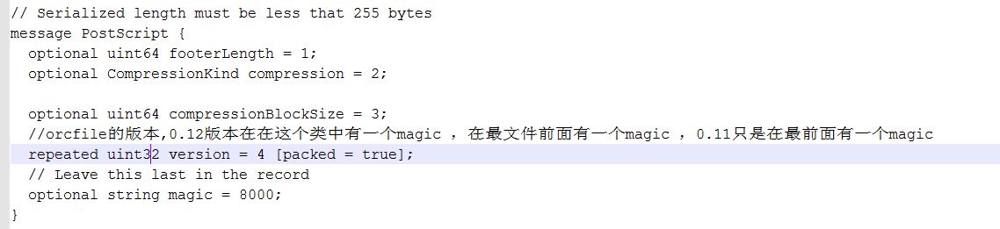 // Serialized length must be less that 255 bytes
message PostScript {
  optional uint64 footerLength = 1;
  optional CompressionKind compression = 2;

  optional uint64 compressionBlockSize = 3;
  //orcfile的版本,0.12版本在在这个类中有一个magic ，在最文件前面有一个magic ，0.11只是在最前面有一个magic
  repeated uint32 version = 4 [packed = true];
  // Leave this last in the record
  optional string magic = 8000;
}